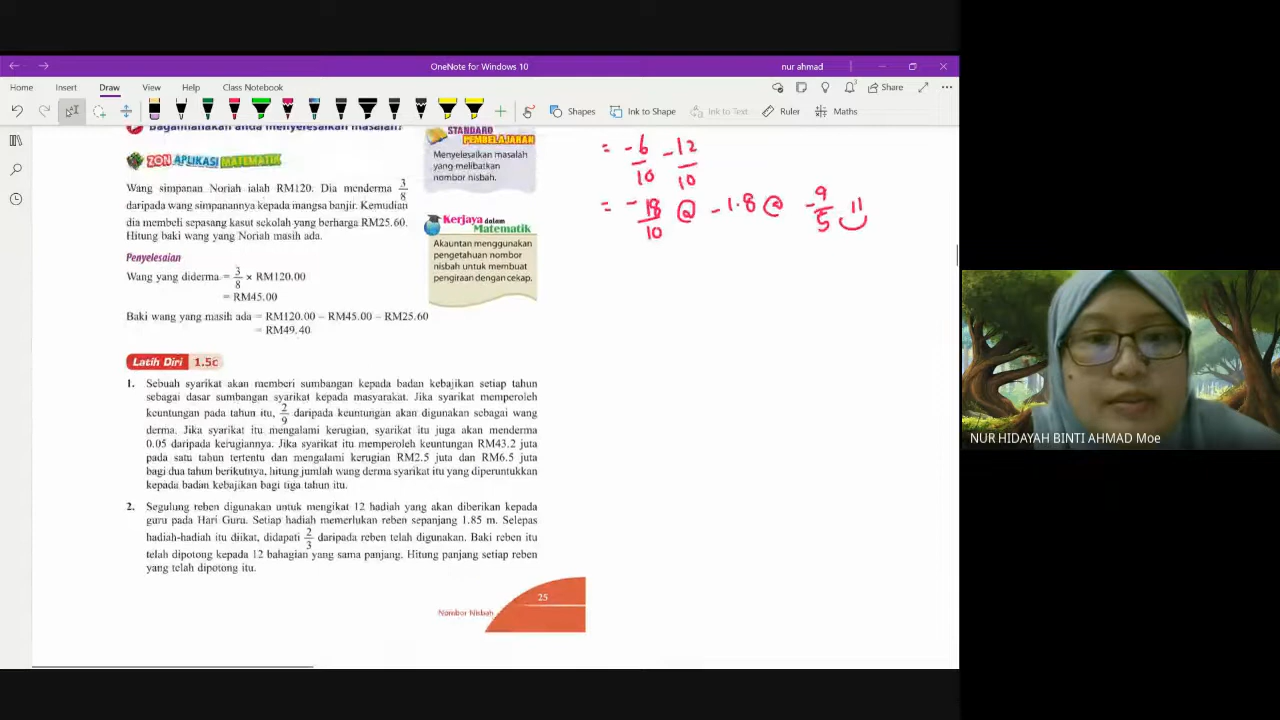 OneNote for Windows 10
nur ahmad
Home Insert Draw View Help Class Notebook
Share
Shapes Ink to Shape Ink to Text Ruler Maths
Bagaimanakah anda menyelesaikan masalah?
ZON APLIKASI MATEMATIK
Wang simpanan Noriah ialah RM120. Dia menderma 3/8
daripada wang simpanannya kepada mangsa banjir. Kemudian
dia membeli sepasang kasut sekolah yang berharga RM25.60.
Hitung baki wang yang Noriah masih ada.
Penyelesaian
Wang yang diderma = 3/8 × RM120.00
= RM45.00
Baki wang yang masih ada = RM120.00 – RM45.00 – RM25.60
= RM49.40
STANDARD
PEMBELAJARAN
Menyelesaikan masalah
yang melibatkan
nombor nisbah.
Kerjaya dalam
Matematik
Akauntan menggunakan
pengetahuan nombor
nisbah untuk membuat
pengiraan dengan cekap.
= -6/10 -12/10
= -18/10 @ -1.8 @ -9/5
Latih Diri 1.5c
1. Sebuah syarikat akan memberi sumbangan kepada badan kebajikan setiap tahun
sebagai dasar sumbangan syarikat kepada masyarakat. Jika syarikat memperoleh
keuntungan pada tahun itu, 2/9 daripada keuntungan akan digunakan sebagai wang
derma. Jika syarikat itu mengalami kerugian, syarikat itu juga akan menderma
0.05 daripada kerugiannya. Jika syarikat itu memperoleh keuntungan RM43.2 juta
pada satu tahun tertentu dan mengalami kerugian RM2.5 juta dan RM6.5 juta
bagi dua tahun berikutnya, hitung jumlah wang derma syarikat itu yang diperuntukkan
kepada badan kebajikan bagi tiga tahun itu.
2. Segulung reben digunakan untuk mengikat 12 hadiah yang akan diberikan kepada
guru pada Hari Guru. Setiap hadiah memerlukan reben sepanjang 1.85 m. Selepas
hadiah-hadiah itu diikat, didapati 2/3 daripada reben telah digunakan. Baki reben itu
telah dipotong kepada 12 bahagian yang sama panjang. Hitung panjang setiap reben
yang telah dipotong itu.
25
Nombor Nisbah
NUR HIDAYAH BINTI AHMAD Moe